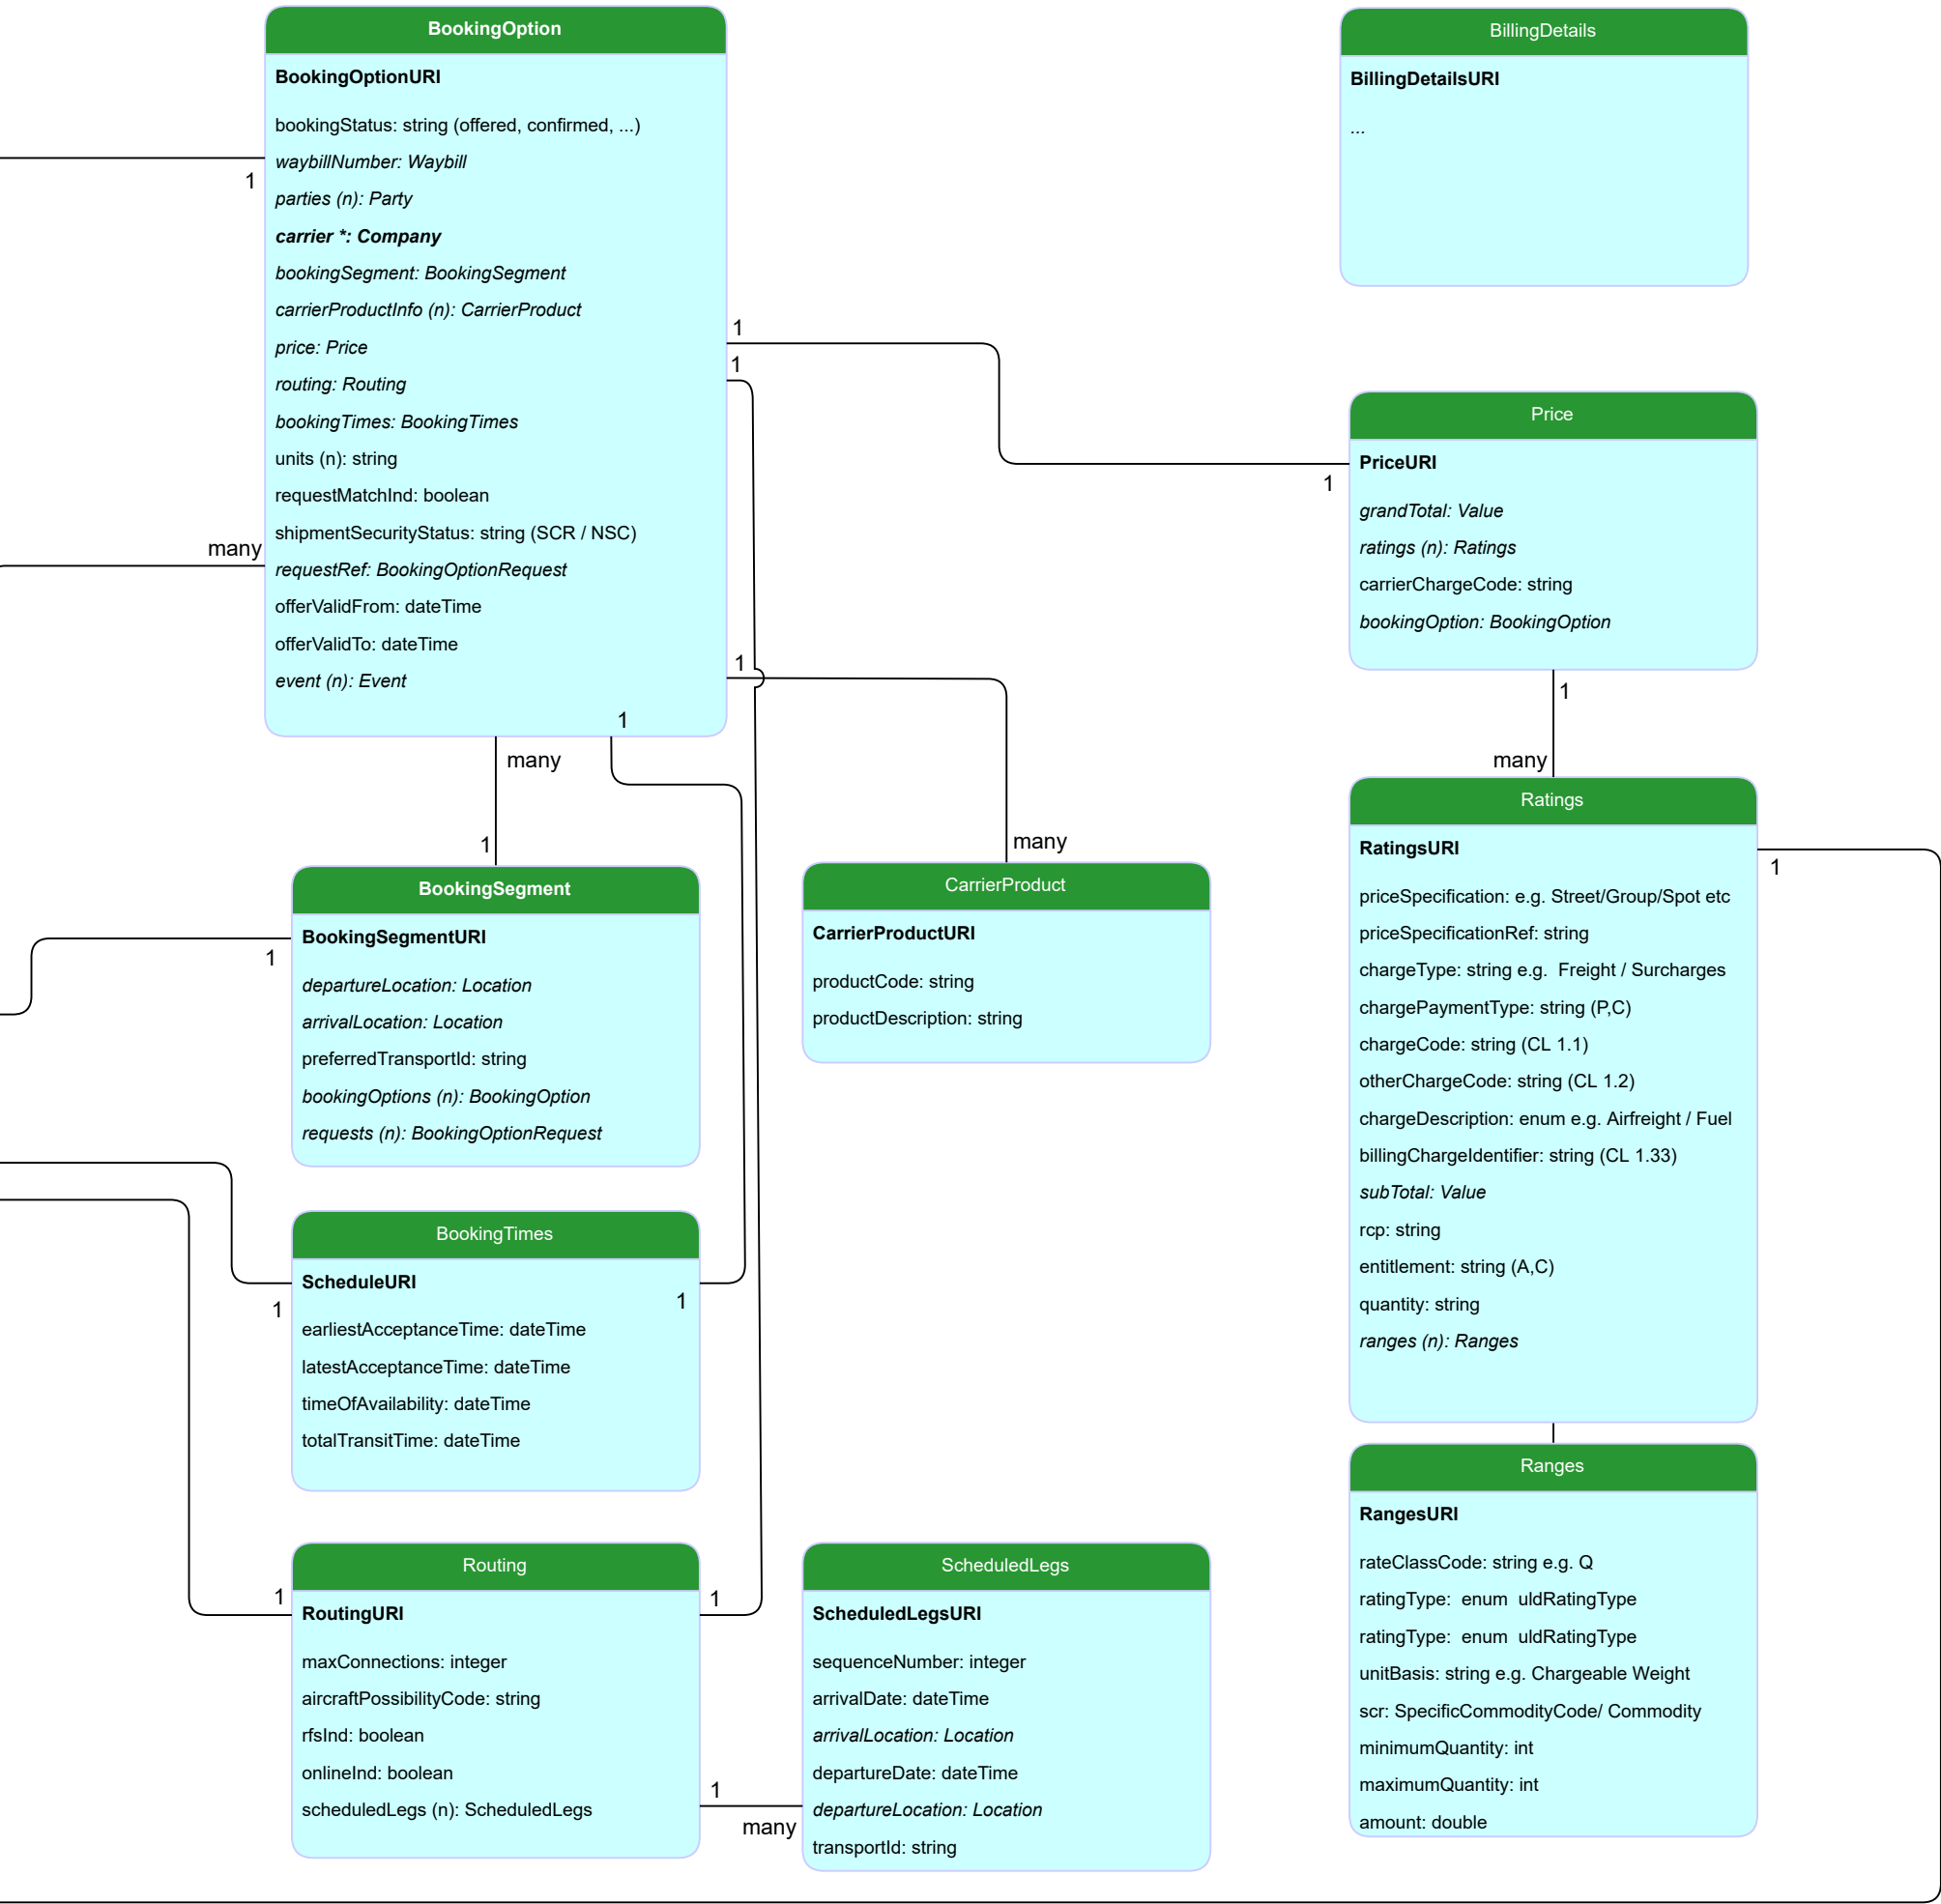 BookingOption
BookingOptionURI
bookingStatus: string (offered, confirmed, ...)
waybillNumber: Waybill
parties (n): Party
carrier *: Company
bookingSegment: BookingSegment
carrierProductInfo (n): CarrierProduct
price: Price
routing: Routing
bookingTimes: BookingTimes
units (n): string
requestMatchInd: boolean
shipmentSecurityStatus: string (SCR / NSC)
requestRef: BookingOptionRequest
offerValidFrom: dateTime
offerValidTo: dateTime
event (n): Event
1
many
1
1
1
1
many
1
BillingDetails
BillingDetailsURI
...
1
Price
PriceURI
grandTotal: Value
ratings (n): Ratings
carrierChargeCode: string
bookingOption: BookingOption
1
many
Ratings
RatingsURI
priceSpecification: e.g. Street/Group/Spot etc
priceSpecificationRef: string
chargeType: string e.g.  Freight / Surcharges
chargePaymentType: string (P,C)
chargeCode: string (CL 1.1)
otherChargeCode: string (CL 1.2)
chargeDescription: enum e.g. Airfreight / Fuel
billingChargeIdentifier: string (CL 1.33)
subTotal: Value
rcp: string
entitlement: string (A,C)
quantity: string
ranges (n): Ranges
1
Ranges
RangesURI
rateClassCode: string e.g. Q
ratingType:  enum  uldRatingType
ratingType:  enum  uldRatingType
unitBasis: string e.g. Chargeable Weight
scr: SpecificCommodityCode/ Commodity
minimumQuantity: int
maximumQuantity: int
amount: double
BookingSegment
BookingSegmentURI
departureLocation: Location
arrivalLocation: Location
preferredTransportId: string
bookingOptions (n): BookingOption
requests (n): BookingOptionRequest
1
many
CarrierProduct
CarrierProductURI
productCode: string
productDescription: string
BookingTimes
ScheduleURI
earliestAcceptanceTime: dateTime
latestAcceptanceTime: dateTime
timeOfAvailability: dateTime
totalTransitTime: dateTime
1
1
Routing
RoutingURI
maxConnections: integer
aircraftPossibilityCode: string
rfsInd: boolean
onlineInd: boolean
scheduledLegs (n): ScheduledLegs
1
1
1
many
ScheduledLegs
ScheduledLegsURI
sequenceNumber: integer
arrivalDate: dateTime
arrivalLocation: Location
departureDate: dateTime
departureLocation: Location
transportId: string